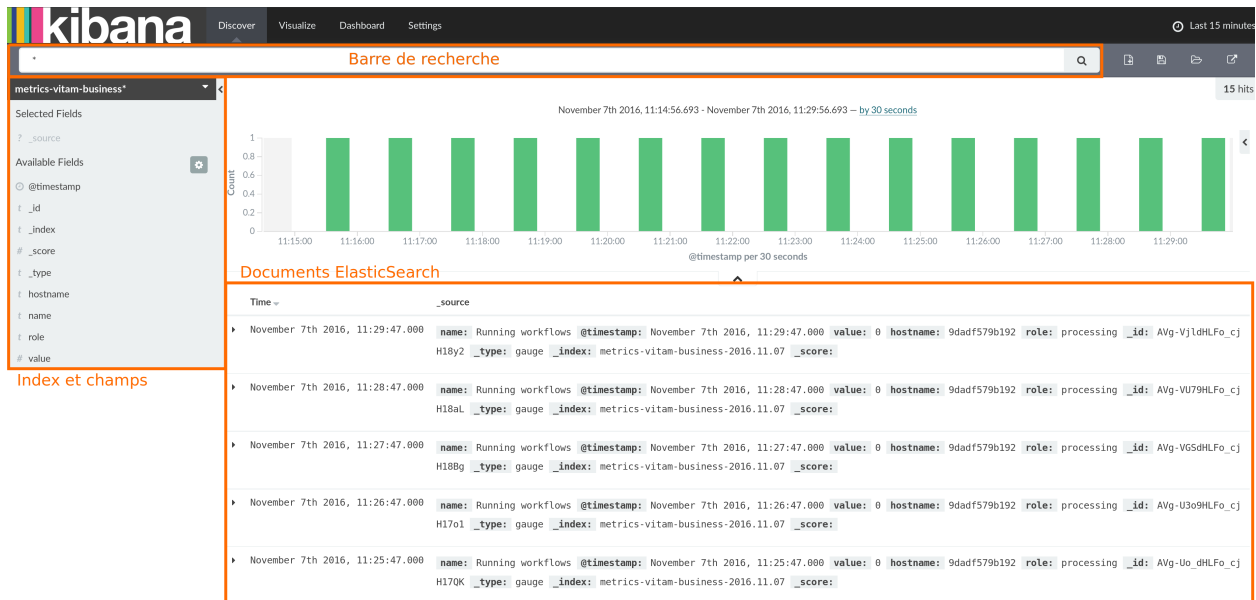 kibana Discover Visualize Dashboard Settings Last 15 minutes
* Barre de recherche
metrics-vitam-business* 15 hits
Selected Fields
? _source
Available Fields
@timestamp
t _id
t _index
# _score
t _type
t hostname
t name
t role
# value
Index et champs
November 7th 2016, 11:14:56.693 - November 7th 2016, 11:29:56.693 — by 30 seconds
Count
1
0.8
0.6
0.4
0.2
0
11:15:00 11:16:00 11:17:00 11:18:00 11:19:00 11:20:00 11:21:00 11:22:00 11:23:00 11:24:00 11:25:00 11:26:00 11:27:00 11:28:00 11:29:00
@timestamp per 30 seconds
Documents ElasticSearch
Time _source
November 7th 2016, 11:29:47.000 name: Running workflows @timestamp: November 7th 2016, 11:29:47.000 value: 0 hostname: 9dadf579b192 role: processing _id: AVg-VjldHLFo_cj
H18y2 _type: gauge _index: metrics-vitam-business-2016.11.07 _score:
November 7th 2016, 11:28:47.000 name: Running workflows @timestamp: November 7th 2016, 11:28:47.000 value: 0 hostname: 9dadf579b192 role: processing _id: AVg-VU79HLFo_cj
H18aL _type: gauge _index: metrics-vitam-business-2016.11.07 _score:
November 7th 2016, 11:27:47.000 name: Running workflows @timestamp: November 7th 2016, 11:27:47.000 value: 0 hostname: 9dadf579b192 role: processing _id: AVg-VGSdHLFo_cj
H18Bg _type: gauge _index: metrics-vitam-business-2016.11.07 _score:
November 7th 2016, 11:26:47.000 name: Running workflows @timestamp: November 7th 2016, 11:26:47.000 value: 0 hostname: 9dadf579b192 role: processing _id: AVg-U3o9HLFo_cj
H17o1 _type: gauge _index: metrics-vitam-business-2016.11.07 _score:
November 7th 2016, 11:25:47.000 name: Running workflows @timestamp: November 7th 2016, 11:25:47.000 value: 0 hostname: 9dadf579b192 role: processing _id: AVg-Uo_dHLFo_cj
H17QK _type: gauge _index: metrics-vitam-business-2016.11.07 _score: